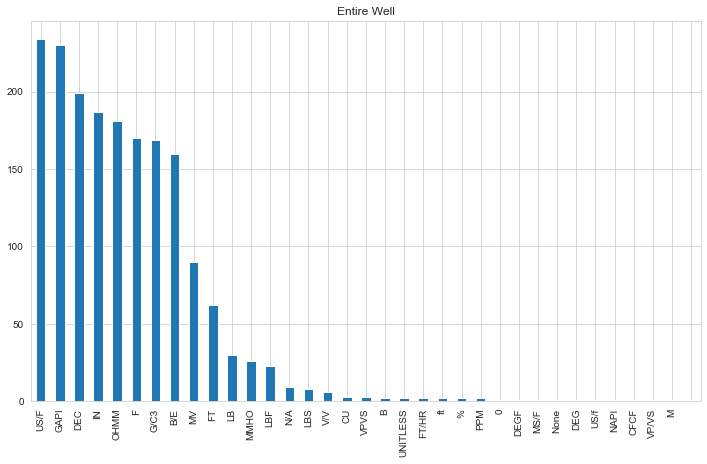 Entire Well
200
150
100
50
0
US/F
GAPI
DEC
IN
OHMM
F
G/C3
B/E
MV
FT
LB
MMHO
LBF
N/A
LBS
V/V
CU
VPVS
B
UNITLESS
FT/HR
ft
%
PPM
0
DEGF
MS/F
None
DEG
US/f
NAPI
CFCF
VP/VS
M